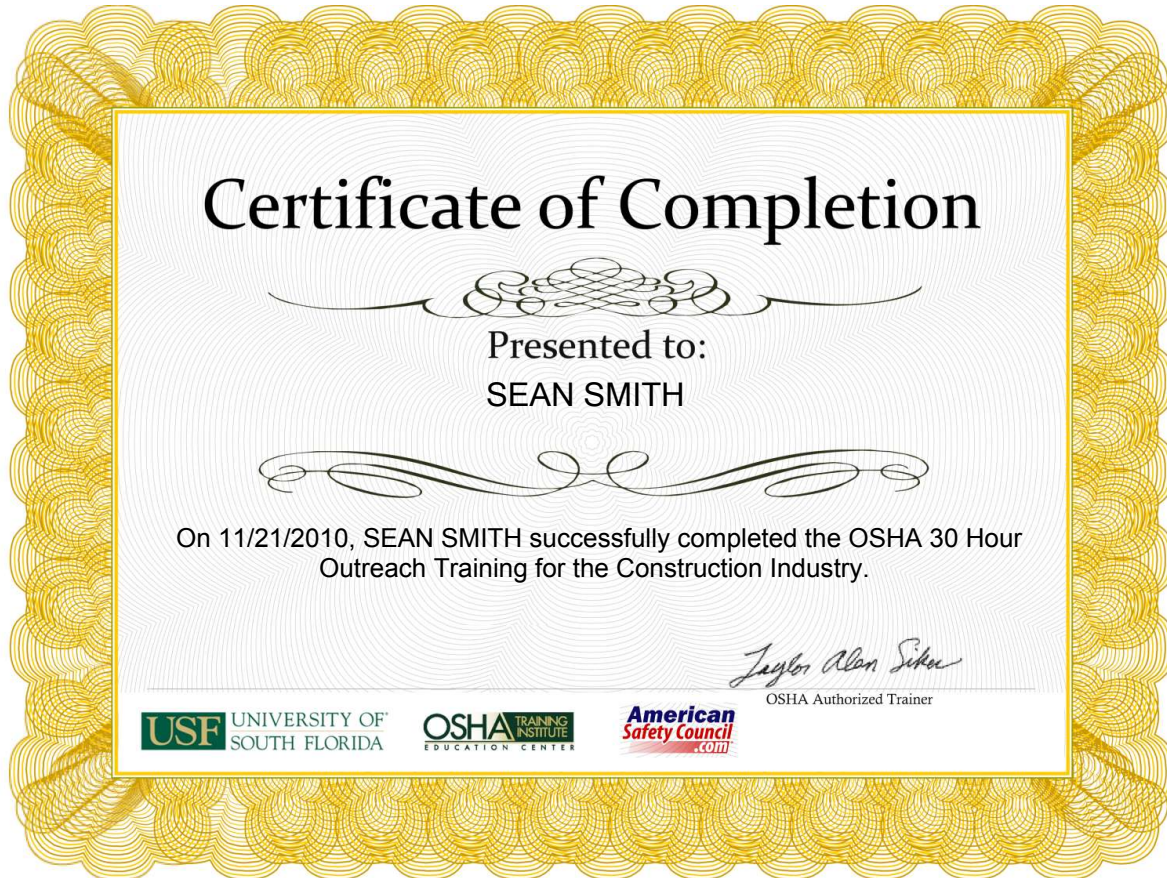 Certificate of Completion
Presented to:
SEAN SMITH
On 11/21/2010, SEAN SMITH successfully completed the OSHA 30 Hour
Outreach Training for the Construction Industry.
Taylor Alan
OSHA Authorized Trainer
USF UNIVERSITY OF
SOUTH FLORIDA
OSHA TRAINING
INSTITUTE
EDUCATION CENTER
American
Safety Council
.com